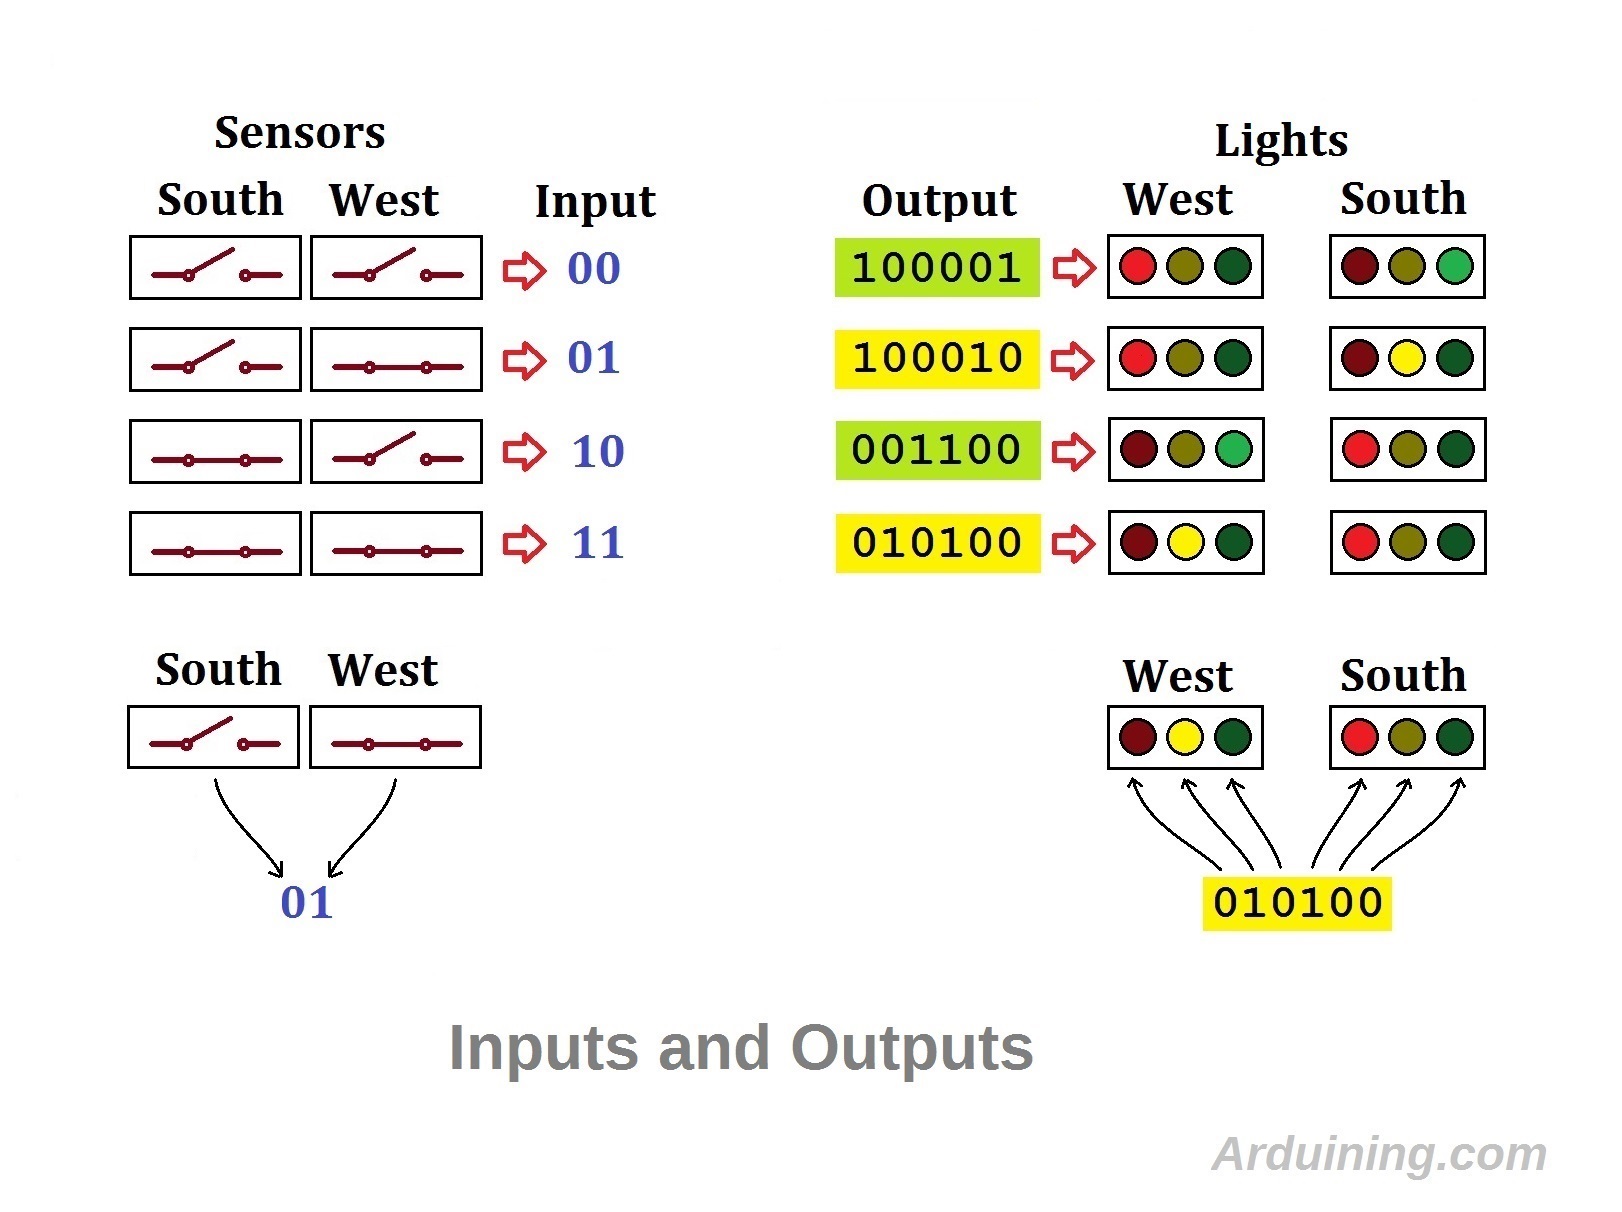 Sensors
Lights
South West Input Output West South
00 100001
01 100010
10 001100
11 010100
South West West South
01 010100
Inputs and Outputs
Arduining.com